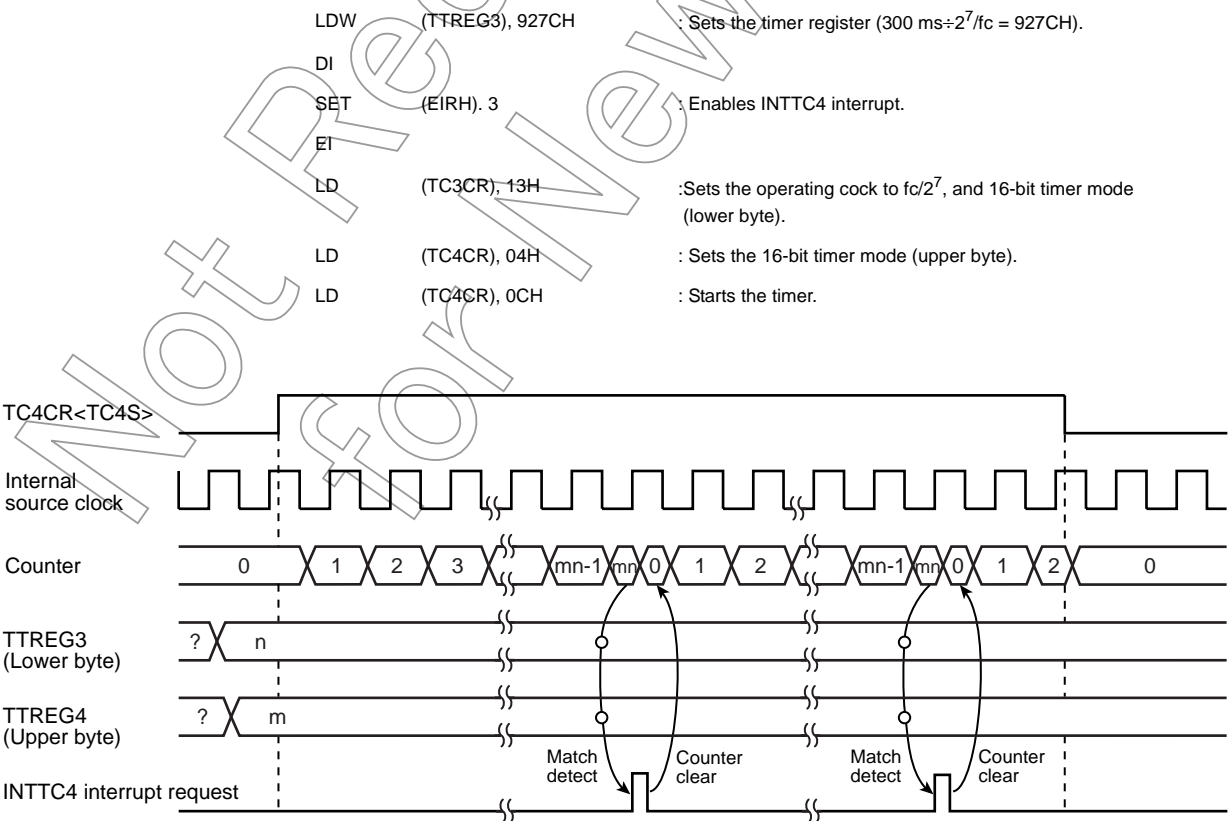 LDW (TTREG3), 927CH : Sets the timer register (300 ms÷2⁷/fc = 927CH).
DI
SET (EIRH). 3 : Enables INTTC4 interrupt.
EI
LD (TC3CR), 13H :Sets the operating cock to fc/2⁷, and 16-bit timer mode
(lower byte).
LD (TC4CR), 04H : Sets the 16-bit timer mode (upper byte).
LD (TC4CR), 0CH : Starts the timer.
TC4CR<TC4S>
Internal
source clock
Counter 0 1 2 3 mn-1 mn 0 1 2 mn-1 mn 0 1 2 0
TTREG3
(Lower byte) ? n
TTREG4
(Upper byte) ? m
Match
detect
Counter
clear
Match
detect
Counter
clear
INTTC4 interrupt request
Not Re
for New